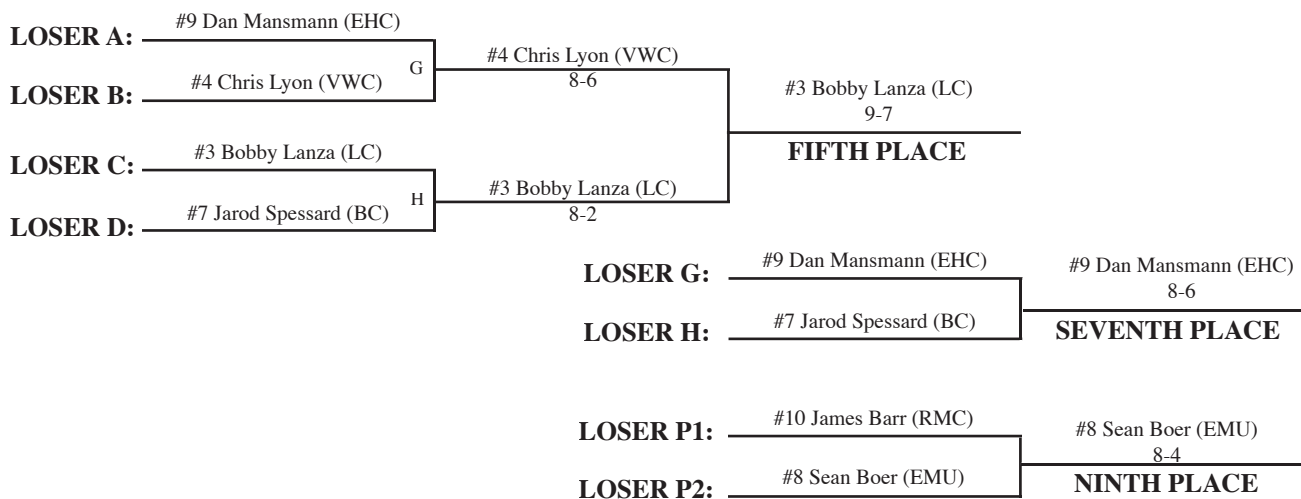 LOSER A: #9 Dan Mansmann (EHC)
G
LOSER B: #4 Chris Lyon (VWC)
#4 Chris Lyon (VWC)
8-6
LOSER C: #3 Bobby Lanza (LC)
H
LOSER D: #7 Jarod Spessard (BC)
#3 Bobby Lanza (LC)
8-2
#3 Bobby Lanza (LC)
9-7
FIFTH PLACE
LOSER G: #9 Dan Mansmann (EHC)
LOSER H: #7 Jarod Spessard (BC)
#9 Dan Mansmann (EHC)
8-6
SEVENTH PLACE
LOSER P1: #10 James Barr (RMC)
LOSER P2: #8 Sean Boer (EMU)
#8 Sean Boer (EMU)
8-4
NINTH PLACE